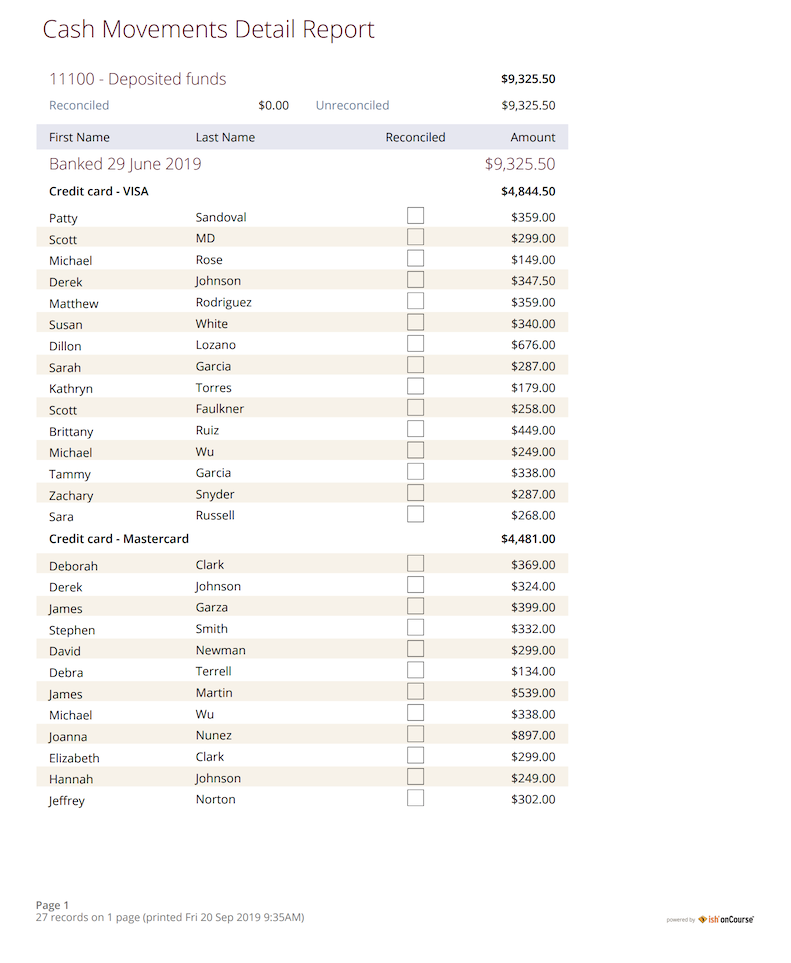 Cash Movements Detail Report
11100 - Deposited funds $9,325.50
Reconciled $0.00 Unreconciled $9,325.50
First Name Last Name Reconciled Amount
Banked 29 June 2019 $9,325.50
Credit card - VISA $4,844.50
Patty Sandoval $359.00
Scott MD $299.00
Michael Rose $149.00
Derek Johnson $347.50
Matthew Rodriguez $359.00
Susan White $340.00
Dillon Lozano $676.00
Sarah Garcia $287.00
Kathryn Torres $179.00
Scott Faulkner $258.00
Brittany Ruiz $449.00
Michael Wu $249.00
Tammy Garcia $338.00
Zachary Snyder $287.00
Sara Russell $268.00
Credit card - Mastercard $4,481.00
Deborah Clark $369.00
Derek Johnson $324.00
James Garza $399.00
Stephen Smith $332.00
David Newman $299.00
Debra Terrell $134.00
James Martin $539.00
Michael Wu $338.00
Joanna Nunez $897.00
Elizabeth Clark $299.00
Hannah Johnson $249.00
Jeffrey Norton $302.00
Page 1
27 records on 1 page (printed Fri 20 Sep 2019 9:35AM)
powered by ish onCourse